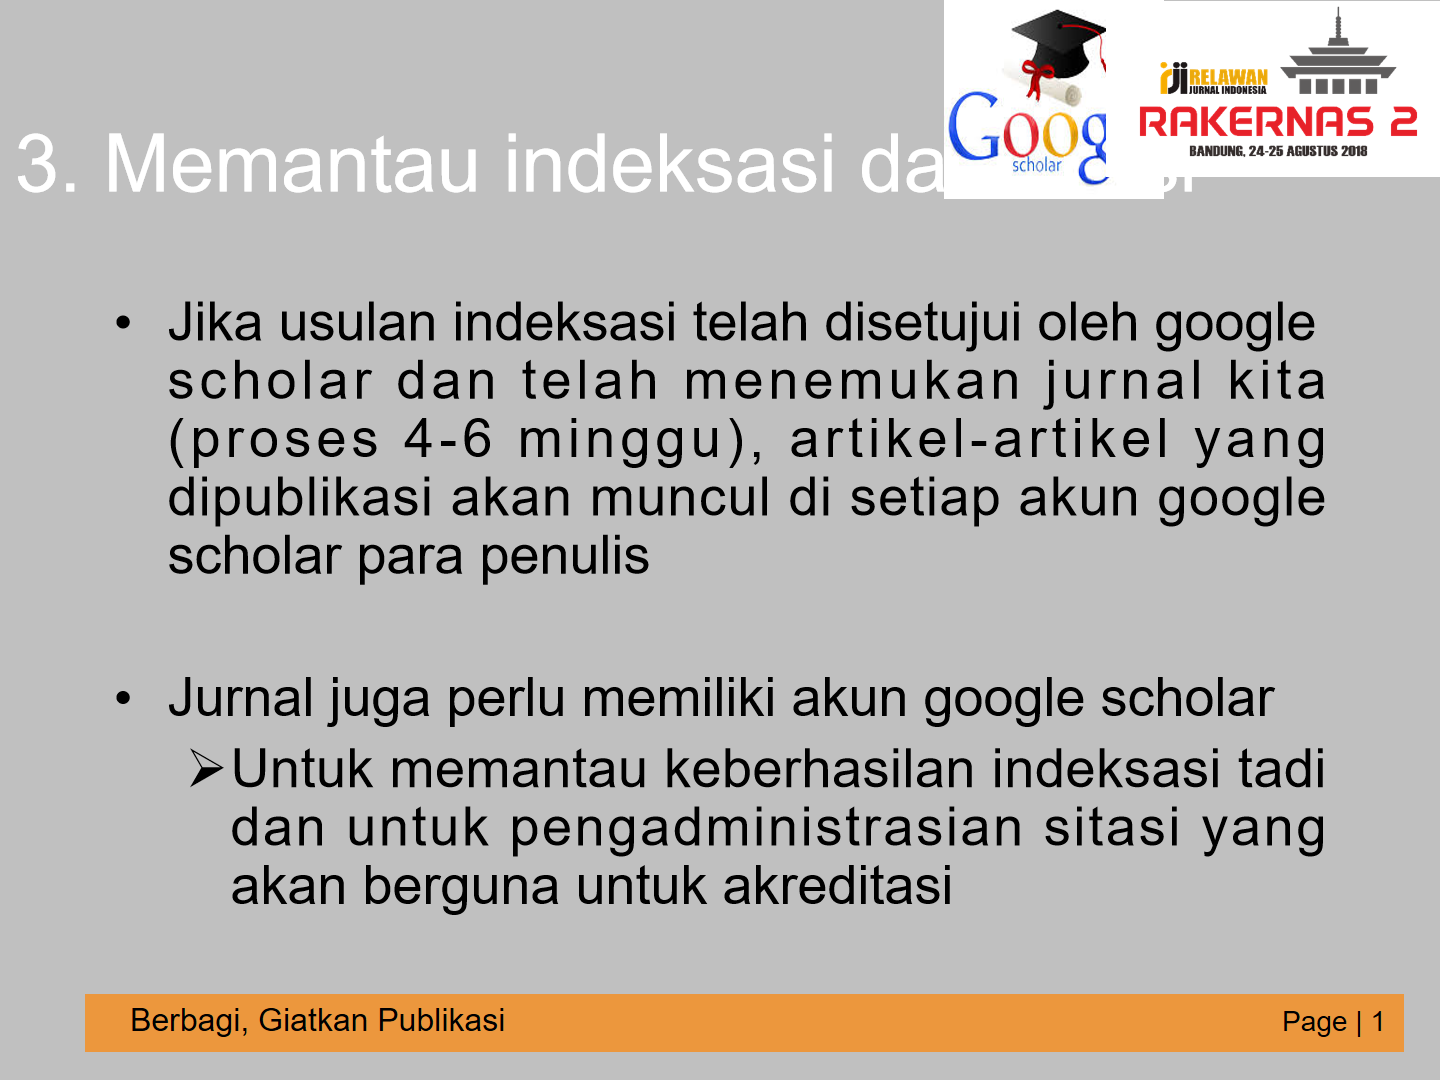 RELAWAN
JURNAL INDONESIA
RAKERNAS 2
BANDUNG, 24-25 AGUSTUS 2018
Goog
scholar
3. Memantau indeksasi da
• Jika usulan indeksasi telah disetujui oleh google
scholar dan telah menemukan jurnal kita
(proses 4-6 minggu), artikel-artikel yang
dipublikasi akan muncul di setiap akun google
scholar para penulis
• Jurnal juga perlu memiliki akun google scholar
➢Untuk memantau keberhasilan indeksasi tadi
dan untuk pengadministrasian sitasi yang
akan berguna untuk akreditasi
Berbagi, Giatkan Publikasi
Page | 1